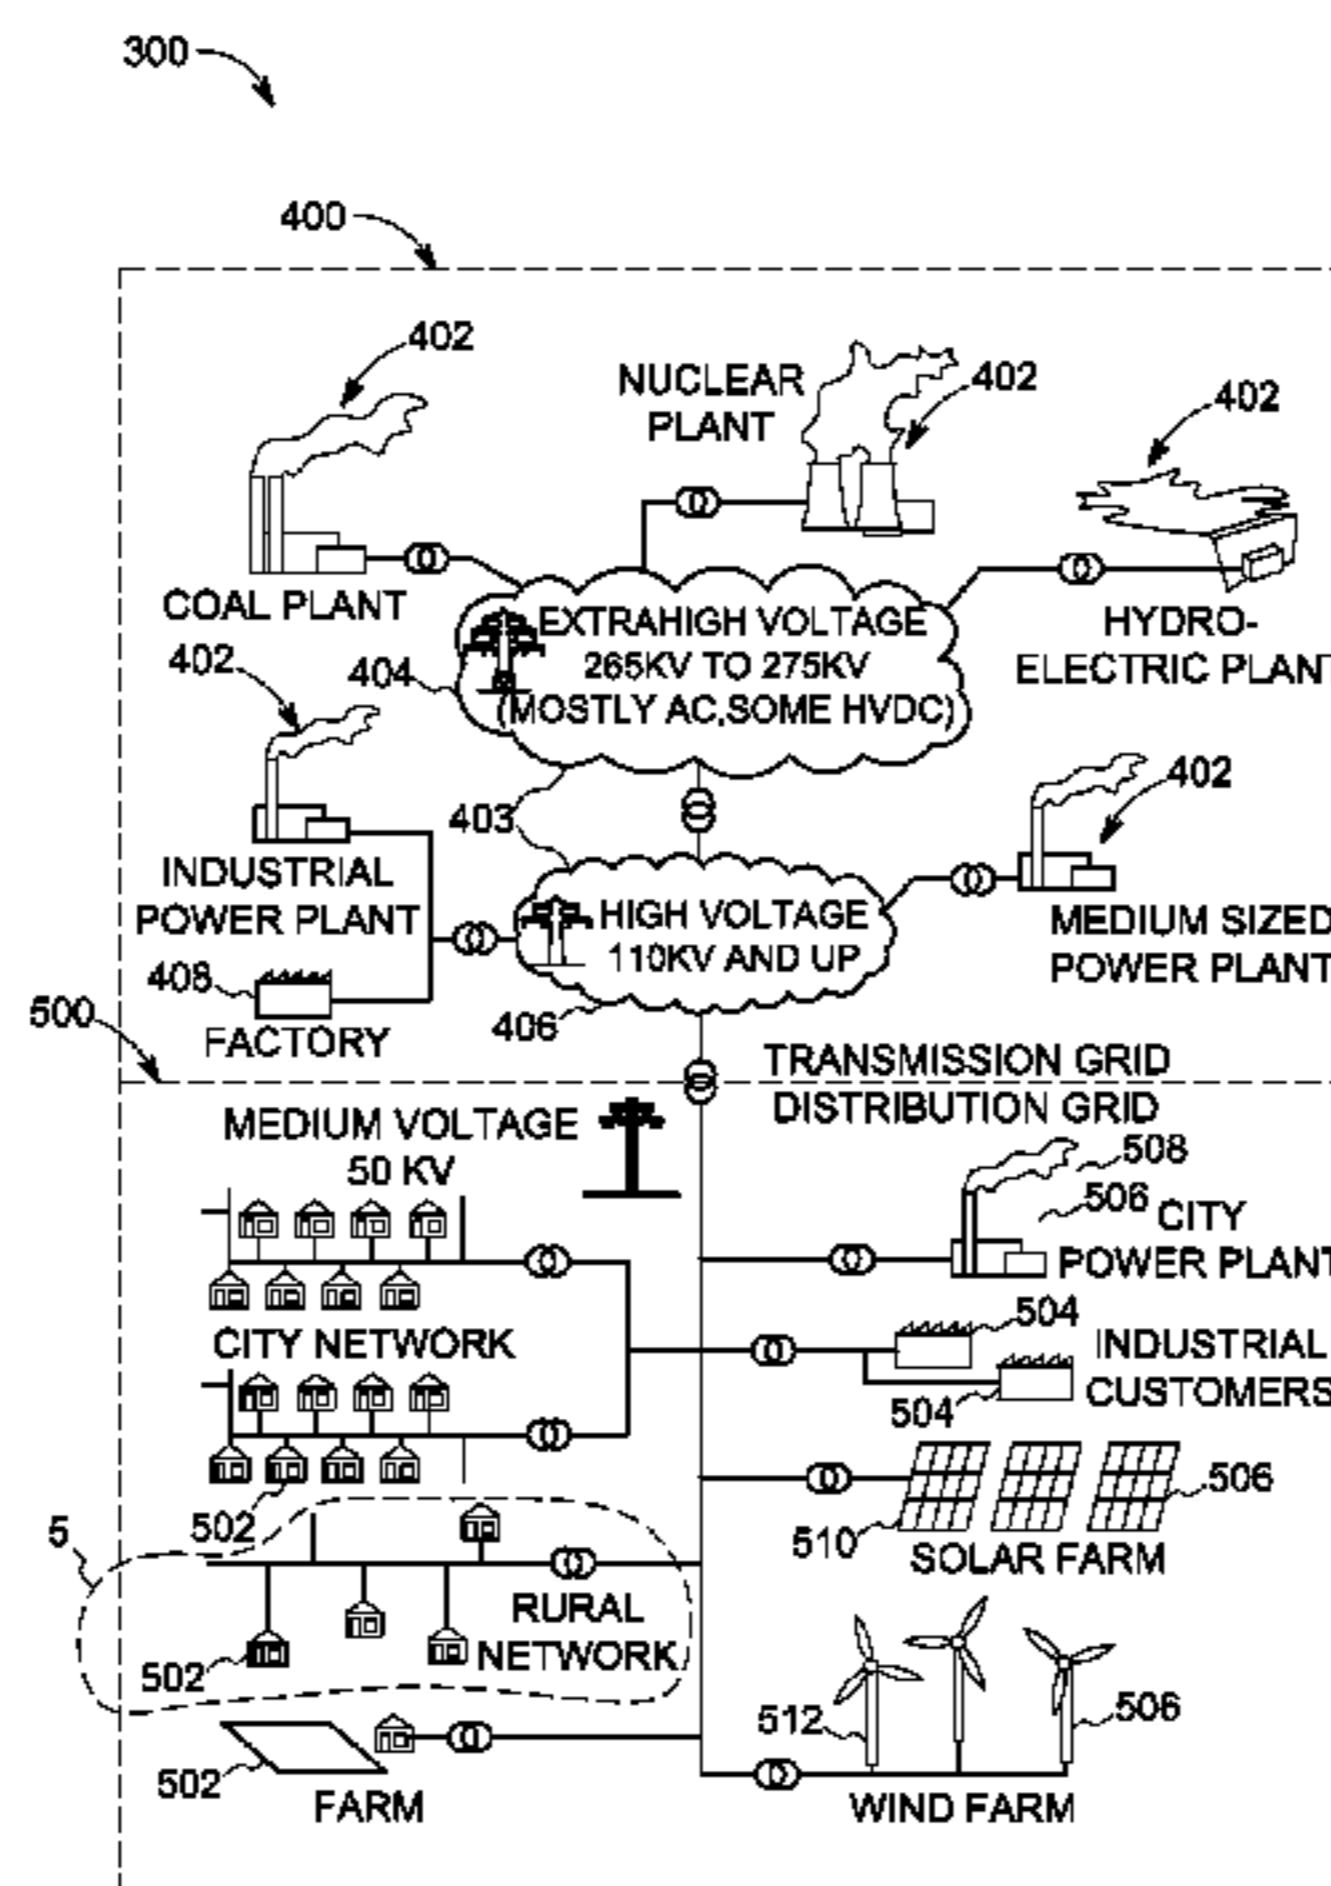 300
400
402
NUCLEAR
PLANT
402
402
COAL PLANT
EXTRAHIGH VOLTAGE
265KV TO 275KV
(MOSTLY AC,SOME HVDC)
HYDRO-
ELECTRIC PLANT
402
404
403
402
INDUSTRIAL
POWER PLANT
HIGH VOLTAGE
110KV AND UP
MEDIUM SIZED
POWER PLANT
408
FACTORY
406
500
TRANSMISSION GRID
DISTRIBUTION GRID
MEDIUM VOLTAGE
50 KV
508
506
CITY
POWER PLANT
CITY NETWORK
504
INDUSTRIAL
CUSTOMERS
504
502
506
510
SOLAR FARM
5
RURAL
NETWORK
502
512
506
502
FARM
WIND FARM